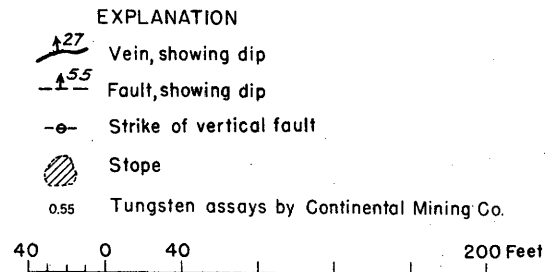 EXPLANATION
27 Vein, showing dip
55 Fault, showing dip
Strike of vertical fault
Stope
0.55 Tungsten assays by Continental Mining Co.
40 0 40 200 Feet